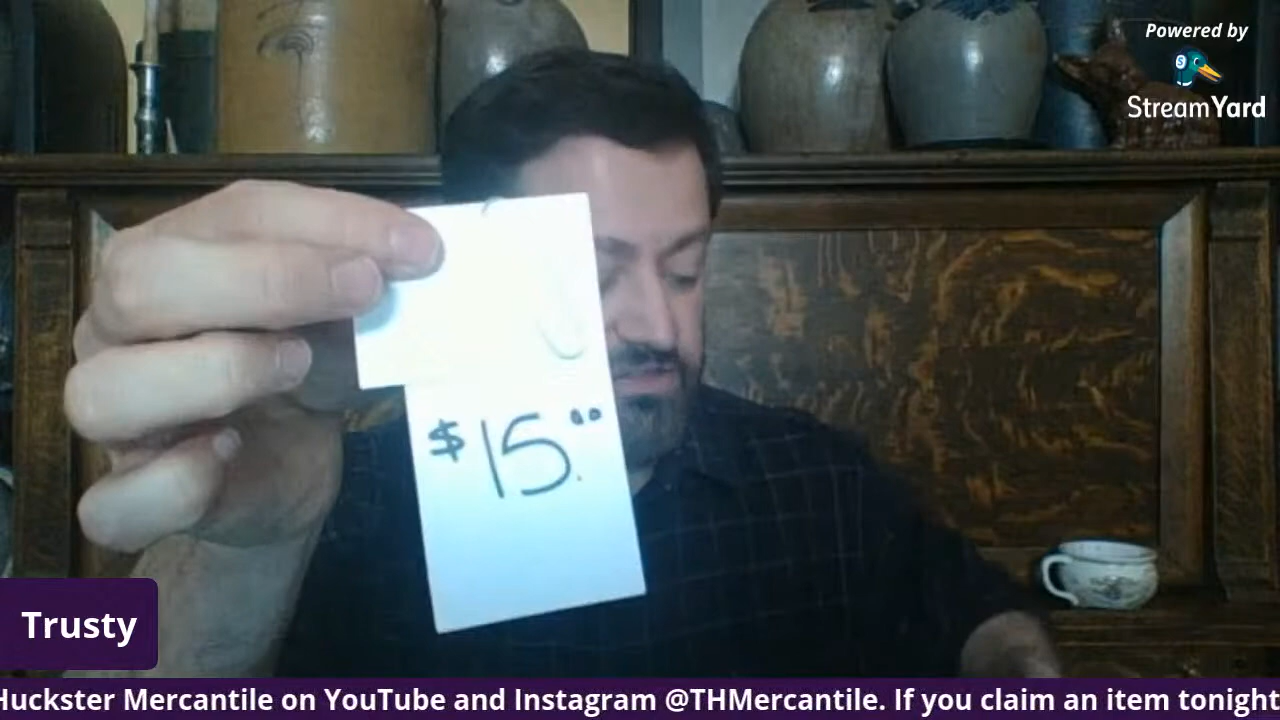 Powered by
StreamYard
$15.00
Trusty
Huckster Mercantile on YouTube and Instagram @THMercantile. If you claim an item tonight